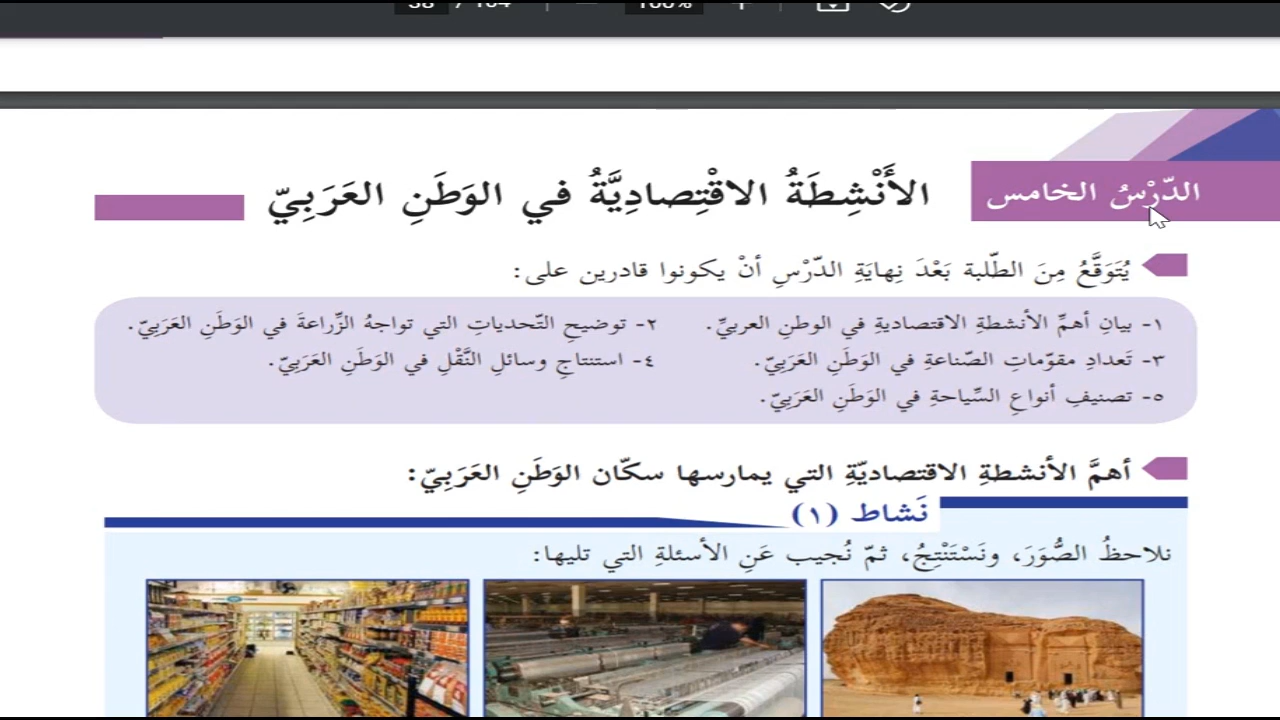 38 / 104
100%
الدّرْسُ الخامس
الأَنْشِطَةُ الاقْتِصادِيَّةُ في الوَطَنِ العَرَبِيّ
يُتَوَقَّعُ مِنَ الطّلبة بَعْدَ نِهايَةِ الدّرْسِ أنْ يكونوا قادرين على:
١- بيانِ أهمِّ الأنشطةِ الاقتصاديةِ في الوطنِ العربيِّ.
٢- توضيحِ التّحدياتِ التي تواجهُ الزِّراعةَ في الوَطَنِ العَرَبِيّ.
٣- تَعدادِ مقوّماتِ الصّناعةِ في الوَطَنِ العَرَبِيّ.
٤- استنتاجِ وسائلِ النَّقْلِ في الوَطَنِ العَرَبِيّ.
٥- تصنيفِ أنواعِ السِّياحةِ في الوَطَنِ العَرَبِيّ.
أهمَّ الأنشطةِ الاقتصاديّةِ التي يمارسها سكّان الوَطَنِ العَرَبِيّ:
نَشاط (١)
نلاحظُ الصُّوَرَ، ونَسْتَنْتِجُ، ثمّ نُجيب عَنِ الأسئلةِ التي تليها: